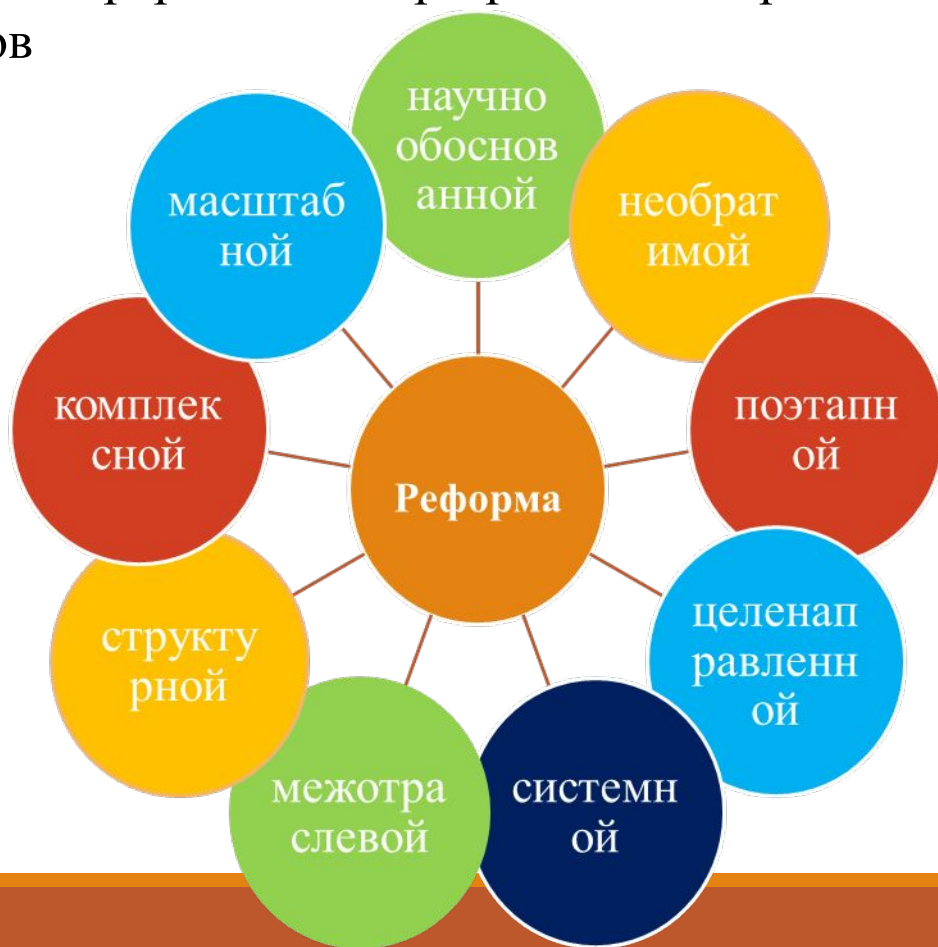 ов
научно
обоснов
анной
необрат
имой
поэтапн
ой
целенап
равленн
ой
системн
ой
межотра
слевой
структу
рной
комплек
сной
масштаб
ной
Реформа